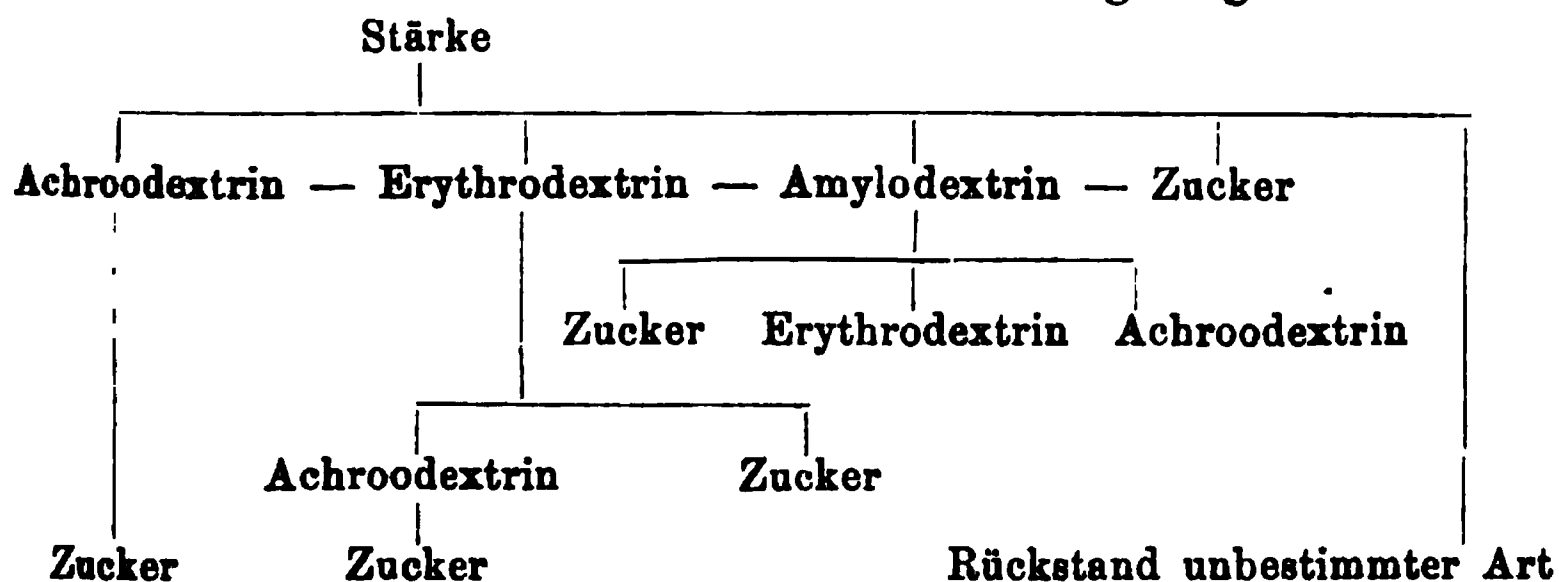 Stärke
Achroodextrin — Erythrodextrin — Amylodextrin — Zucker
Zucker Erythrodextrin Achroodextrin
Achroodextrin Zucker
Zucker Zucker Rückstand unbestimmter Art